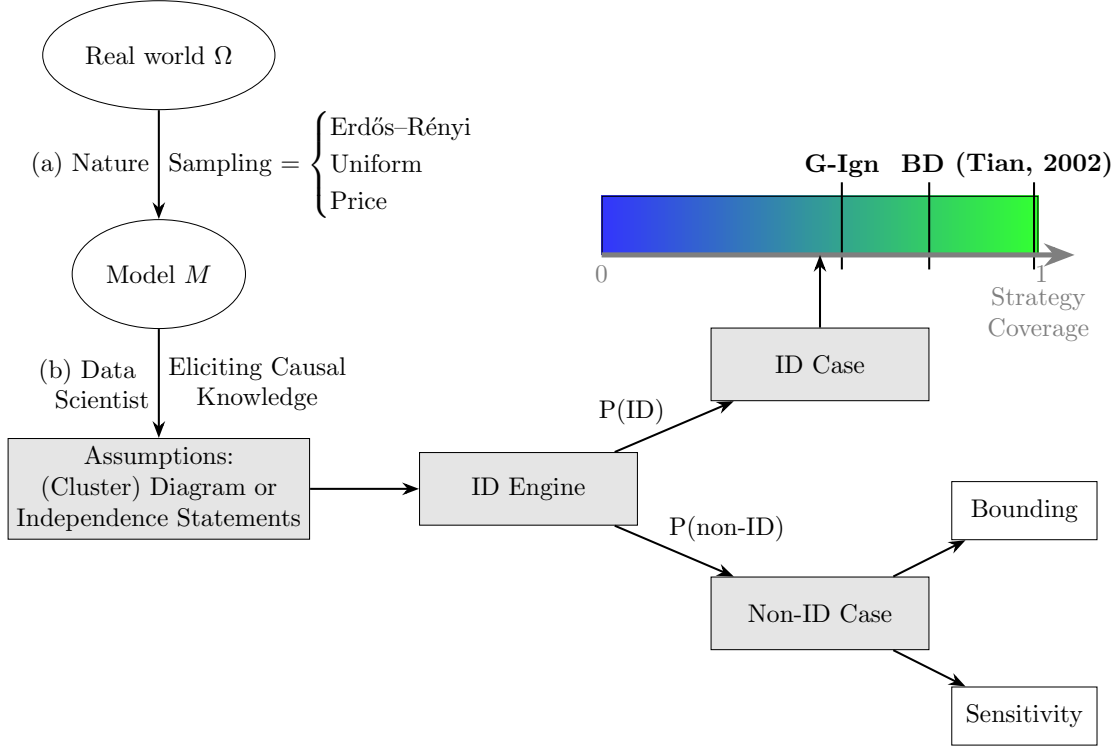 Real world Ω
(a) Nature
Sampling =
Erdős–Rényi
Uniform
Price
Model M
(b) Data
Scientist
Eliciting Causal
Knowledge
Assumptions:
(Cluster) Diagram or
Independence Statements
ID Engine
P(ID)
P(non-ID)
G-Ign BD (Tian, 2002)
0
1
Strategy
Coverage
ID Case
Non-ID Case
Bounding
Sensitivity